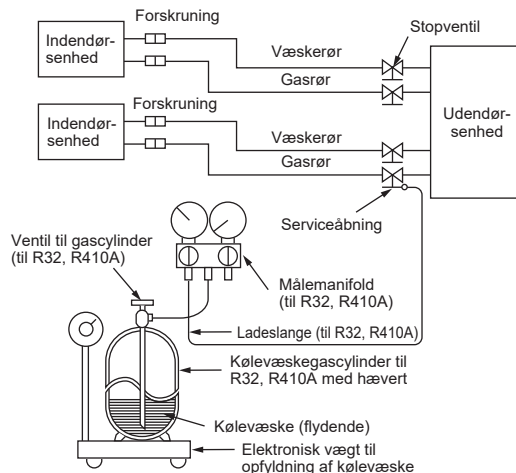 Forskruning
Stopventil
Indendør-
senhed
Væskerør
Gasrør
Forskruning
Udendør-
senhed
Indendør-
senhed
Væskerør
Gasrør
Serviceåbning
Ventil til gascylinder
(til R32, R410A)
Målemanifold
(til R32, R410A)
Ladeslange (til R32, R410A)
Kølevæskegascylinder til
R32, R410A med hævert
Kølevæske (flydende)
Elektronisk vægt til
opfyldning af kølevæske